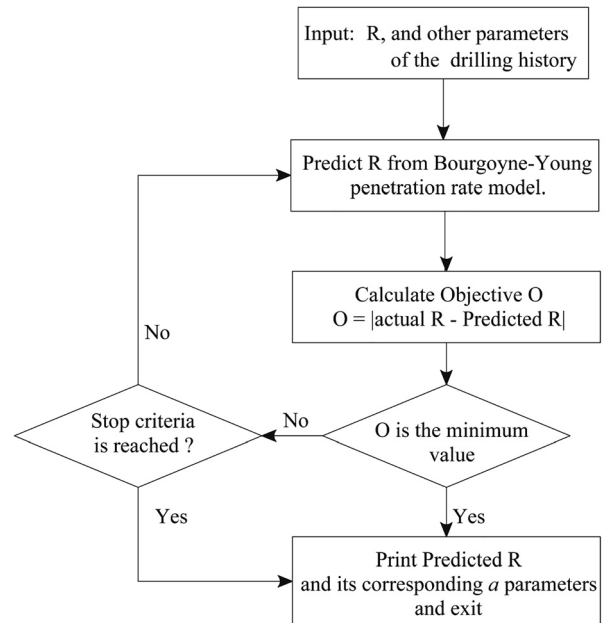 Input: R, and other parameters
of the drilling history
Predict R from Bourgoyne-Young
penetration rate model.
Calculate Objective O
O = |actual R - Predicted R|
No
Stop criteria
is reached ?
No
O is the minimum
value
Yes
Yes
Print Predicted R
and its corresponding a parameters
and exit